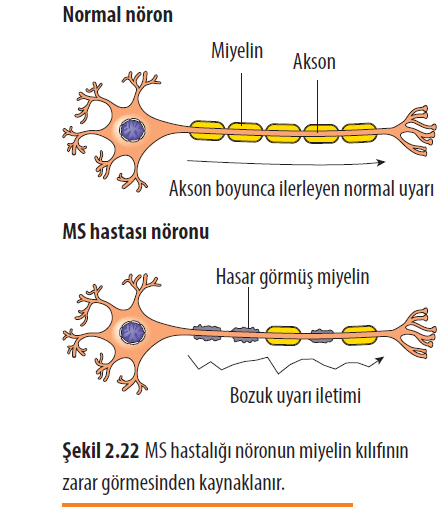 Normal nöron
Miyelin
Akson
Akson boyunca ilerleyen normal uyarı
MS hastası nöronu
Hasar görmüş miyelin
Bozuk uyarı iletimi
Şekil 2.22 MS hastalığı nöronun miyelin kılıfının
zarar görmesinden kaynaklanır.